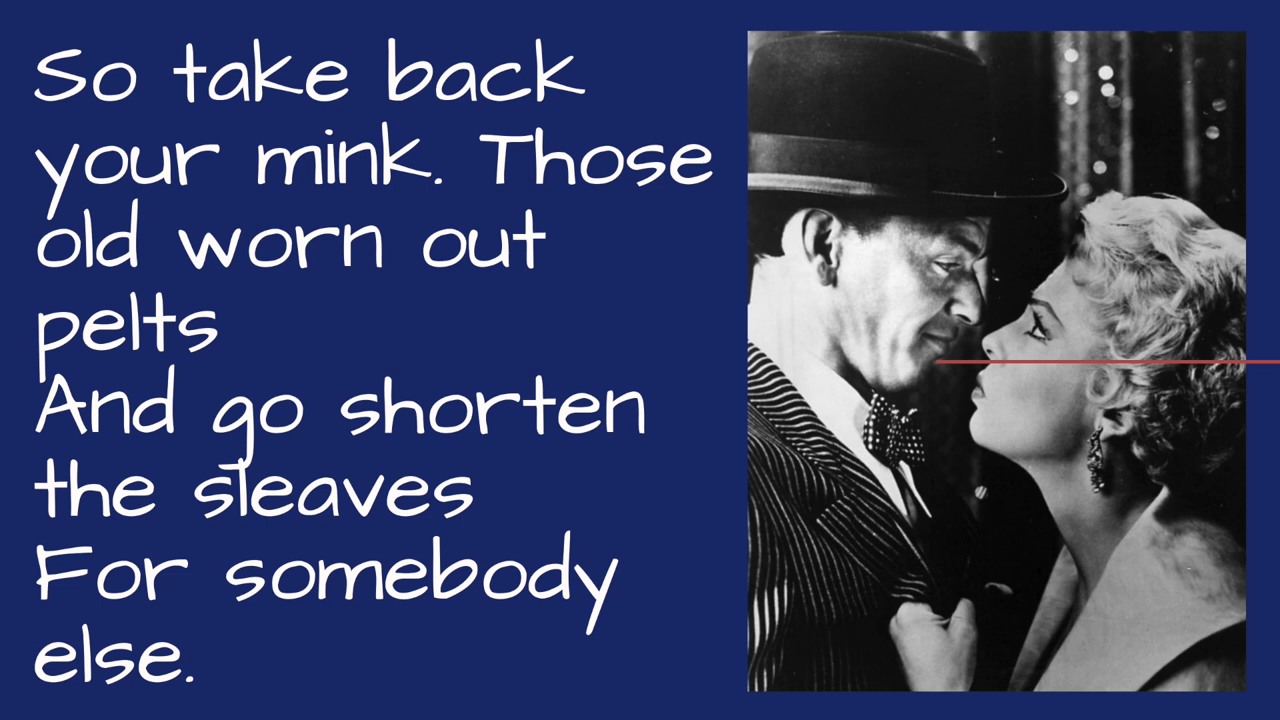 So take back
your mink. Those
old worn out
pelts
And go shorten
the sleaves
For somebody
else.